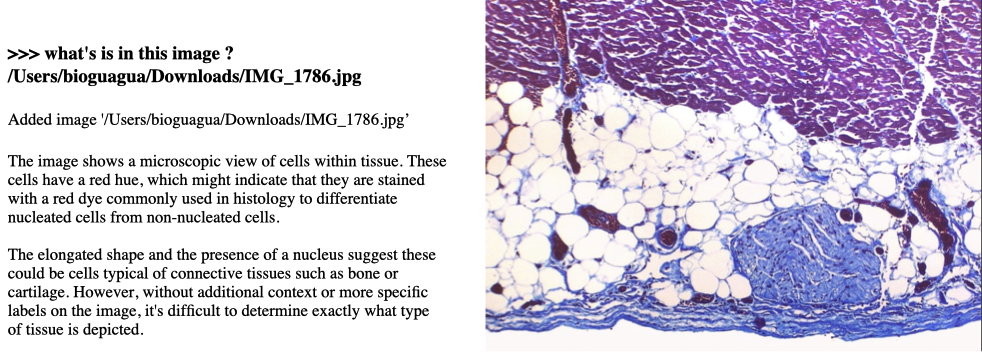 >>> what's is in this image ?
/Users/bioguagua/Downloads/IMG_1786.jpg
Added image '/Users/bioguagua/Downloads/IMG_1786.jpg’
The image shows a microscopic view of cells within tissue. These
cells have a red hue, which might indicate that they are stained
with a red dye commonly used in histology to differentiate
nucleated cells from non-nucleated cells.
The elongated shape and the presence of a nucleus suggest these
could be cells typical of connective tissues such as bone or
cartilage. However, without additional context or more specific
labels on the image, it's difficult to determine exactly what type
of tissue is depicted.